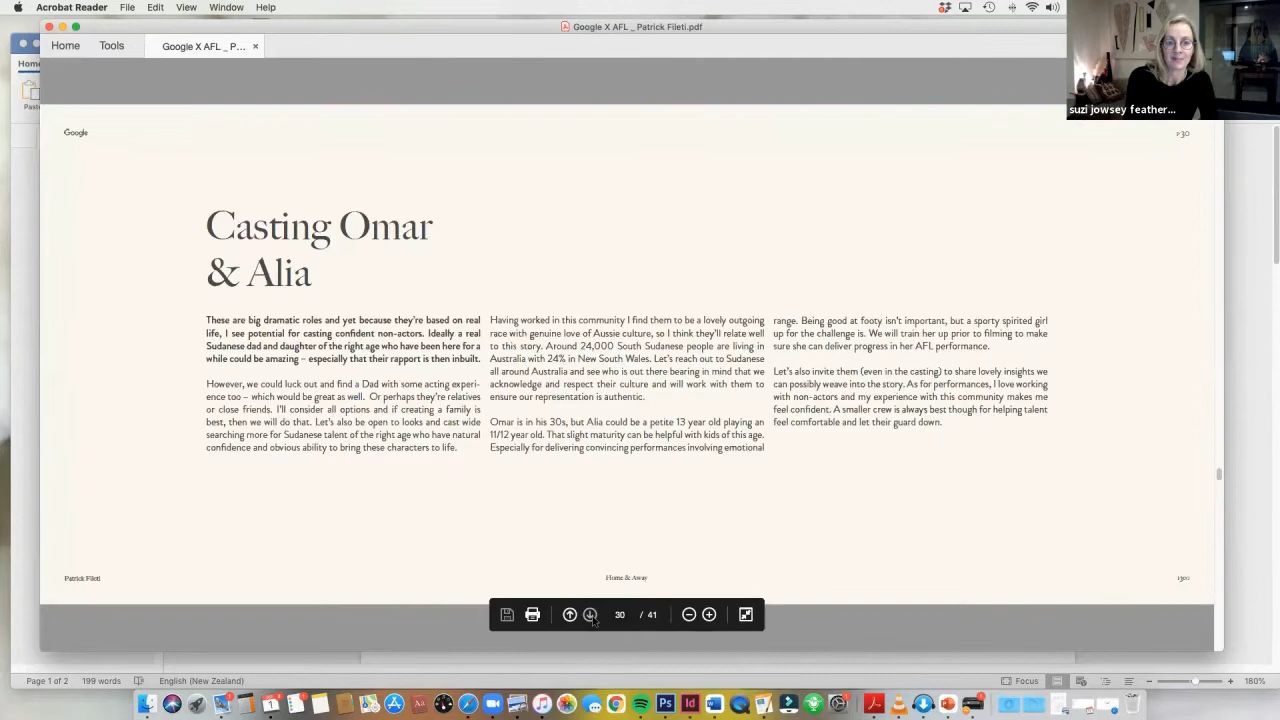 Acrobat Reader File Edit View Window Help
Google X AFL _ Patrick Fileti.pdf
Home Tools Google X AFL _ P... ×
Home
Paste
suzi jowsey feather...
Google
P30
Casting Omar
& Alia
These are big dramatic roles and yet because they're based on real
life, I see potential for casting confident non-actors. Ideally a real
Sudanese dad and daughter of the right age who have been here for a
while could be amazing – especially that their rapport is then inbuilt.
However, we could luck out and find a Dad with some acting experi-
ence too – which would be great as well. Or perhaps they're relatives
or close friends. I'll consider all options and if creating a family is
best, then we will do that. Let's also be open to looks and cast wide
searching more for Sudanese talent of the right age who have natural
confidence and obvious ability to bring these characters to life.
Having worked in this community I find them to be a lovely outgoing
race with genuine love of Aussie culture, so I think they'll relate well
to this story. Around 24,000 South Sudanese people are living in
Australia with 24% in New South Wales. Let's reach out to Sudanese
all around Australia and see who is out there bearing in mind that we
acknowledge and respect their culture and will work with them to
ensure our representation is authentic.
Omar is in his 30s, but Alia could be a petite 13 year old playing an
11/12 year old. That slight maturity can be helpful with kids of this age.
Especially for delivering convincing performances involving emotional
range. Being good at footy isn't important, but a sporty spirited girl
up for the challenge is. We will train her up prior to filming to make
sure she can deliver progress in her AFL performance.
Let's also invite them (even in the casting) to share lovely insights we
can possibly weave into the story. As for performances, I love working
with non-actors and my experience with this community makes me
feel confident. A smaller crew is always best though for helping talent
feel comfortable and let their guard down.
Patrick Fileti
Home & Away
30 / 41
Page 1 of 2 199 words English (New Zealand) Focus 180%
Aa Ps Id W